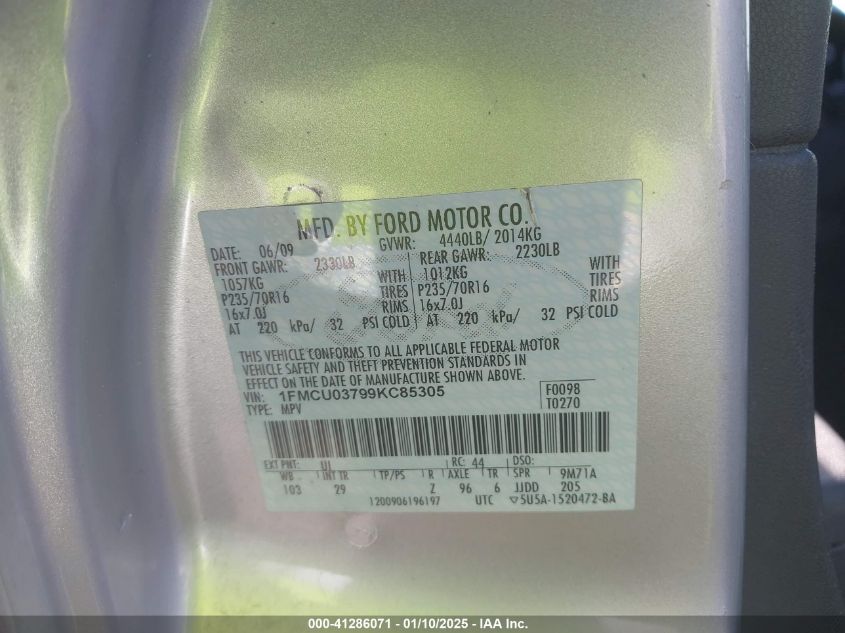 MFD. BY FORD MOTOR CO.
DATE: 06/09 GVWR: 4440LB/ 2014KG
FRONT GAWR: 2330LB REAR GAWR: 2230LB
1057KG WITH 1012KG WITH
P235/70R16 TIRES P235/70R16 TIRES
16x7.0J RIMS 16x7.0J RIMS
AT 220 kPa/ 32 PSI COLD AT 220 kPa/ 32 PSI COLD
THIS VEHICLE CONFORMS TO ALL APPLICABLE FEDERAL MOTOR
VEHICLE SAFETY AND THEFT PREVENTION STANDARDS IN
EFFECT ON THE DATE OF MANUFACTURE SHOWN ABOVE.
VIN: 1FMCU03799KC85305 F0098
TYPE: MPV T0270
EXT PNT: UI RC: 44 DSO:
WB INT TR TP/PS R AXLE TR SPR 9M71A
103 29 Z 96 6 JJDD 205
1200906196197 UTC ▽5U5A-1520472-BA
000-41286071 - 01/10/2025 - IAA Inc.